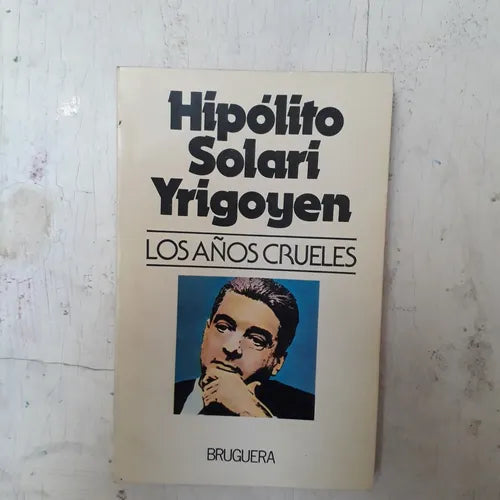 Hipólito
Solari
Yrigoyen
LOS AÑOS CRUELES
BRUGUERA